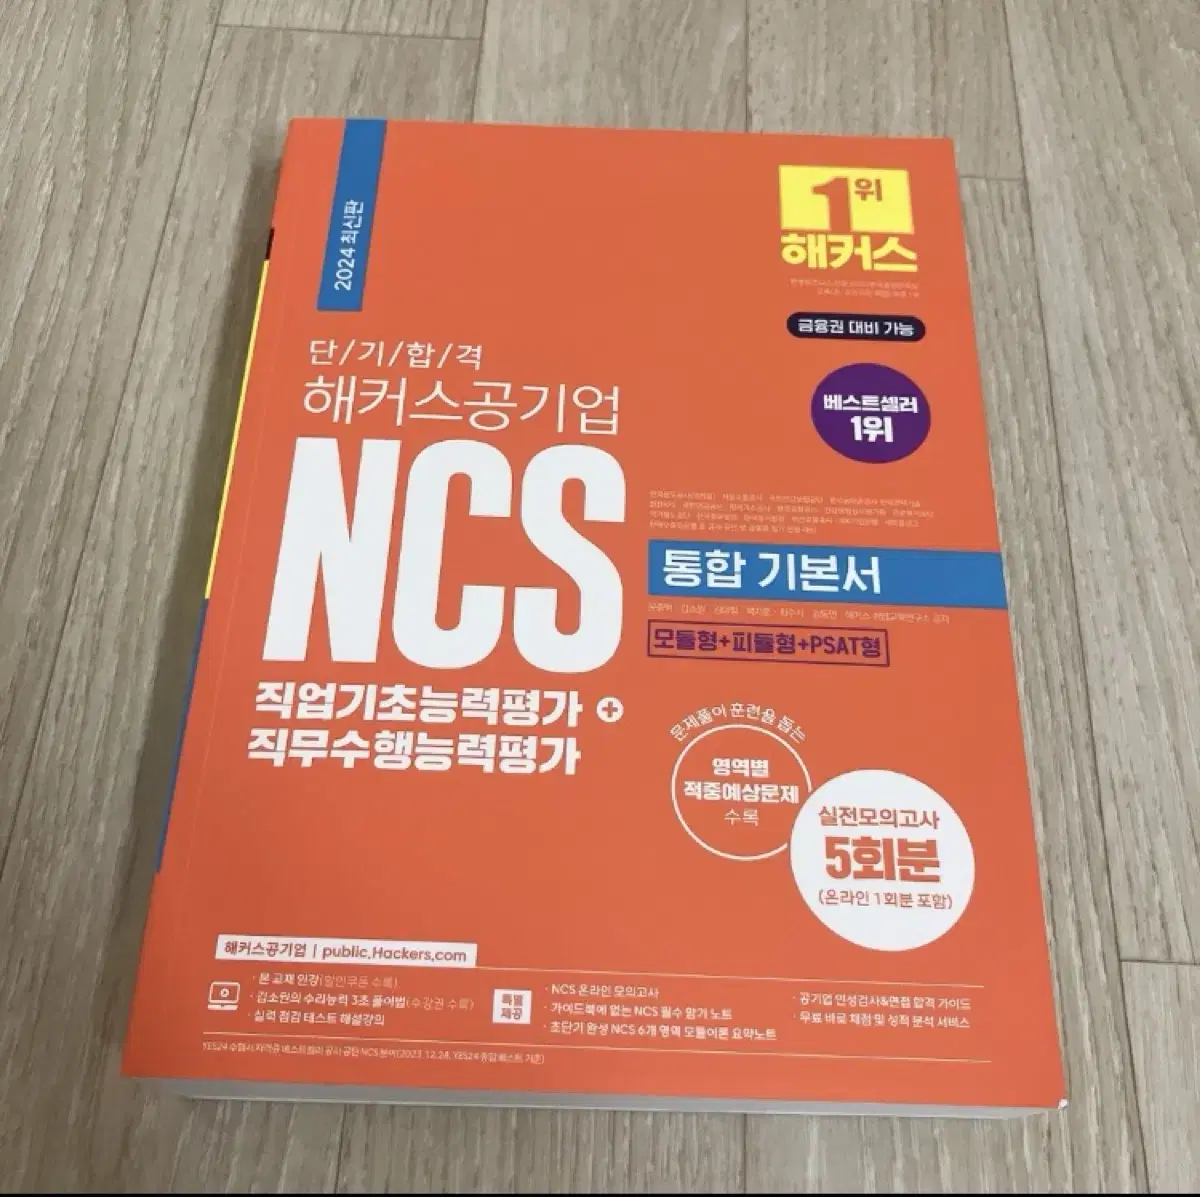 2024 최신판
1위
해커스
금융권 대비 가능
베스트셀러
1위
단/기/합/격
해커스공기업
NCS
통합 기본서
모듈형+피듈형+PSAT형
직업기초능력평가 +
직무수행능력평가
문제풀이 훈련을 돕는
영역별
적중예상문제
수록
실전모의고사
5회분
(온라인 1회분 포함)
해커스공기업 | public.Hackers.com
· 본 교재 인강(할인쿠폰 수록)
· 김소원의 수리능력 3초 풀이법(수강권 수록)
· 실력 점검 테스트 해설강의
특별
제공
· NCS 온라인 모의고사
· 가이드북에 없는 NCS 필수 암기 노트
· 초단기 완성 NCS 6개 영역 모듈이론 요약노트
· 공기업 인성검사&면접 합격 가이드
· 무료 바로 채점 및 성적 분석 서비스